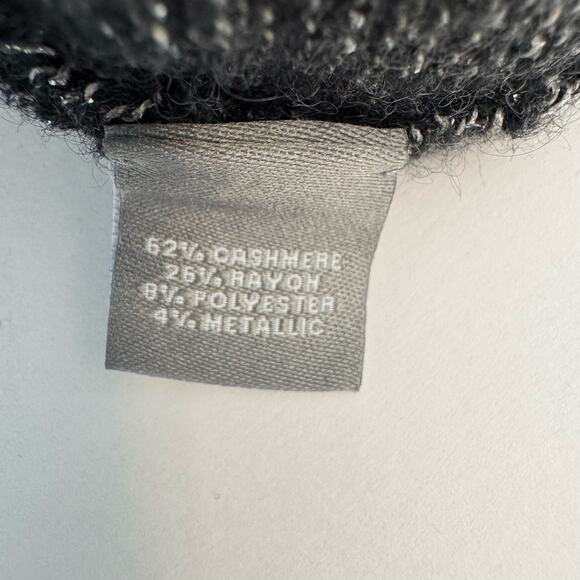 62% CASHMERE
26% RAYON
8% POLYESTER
4% METALLIC